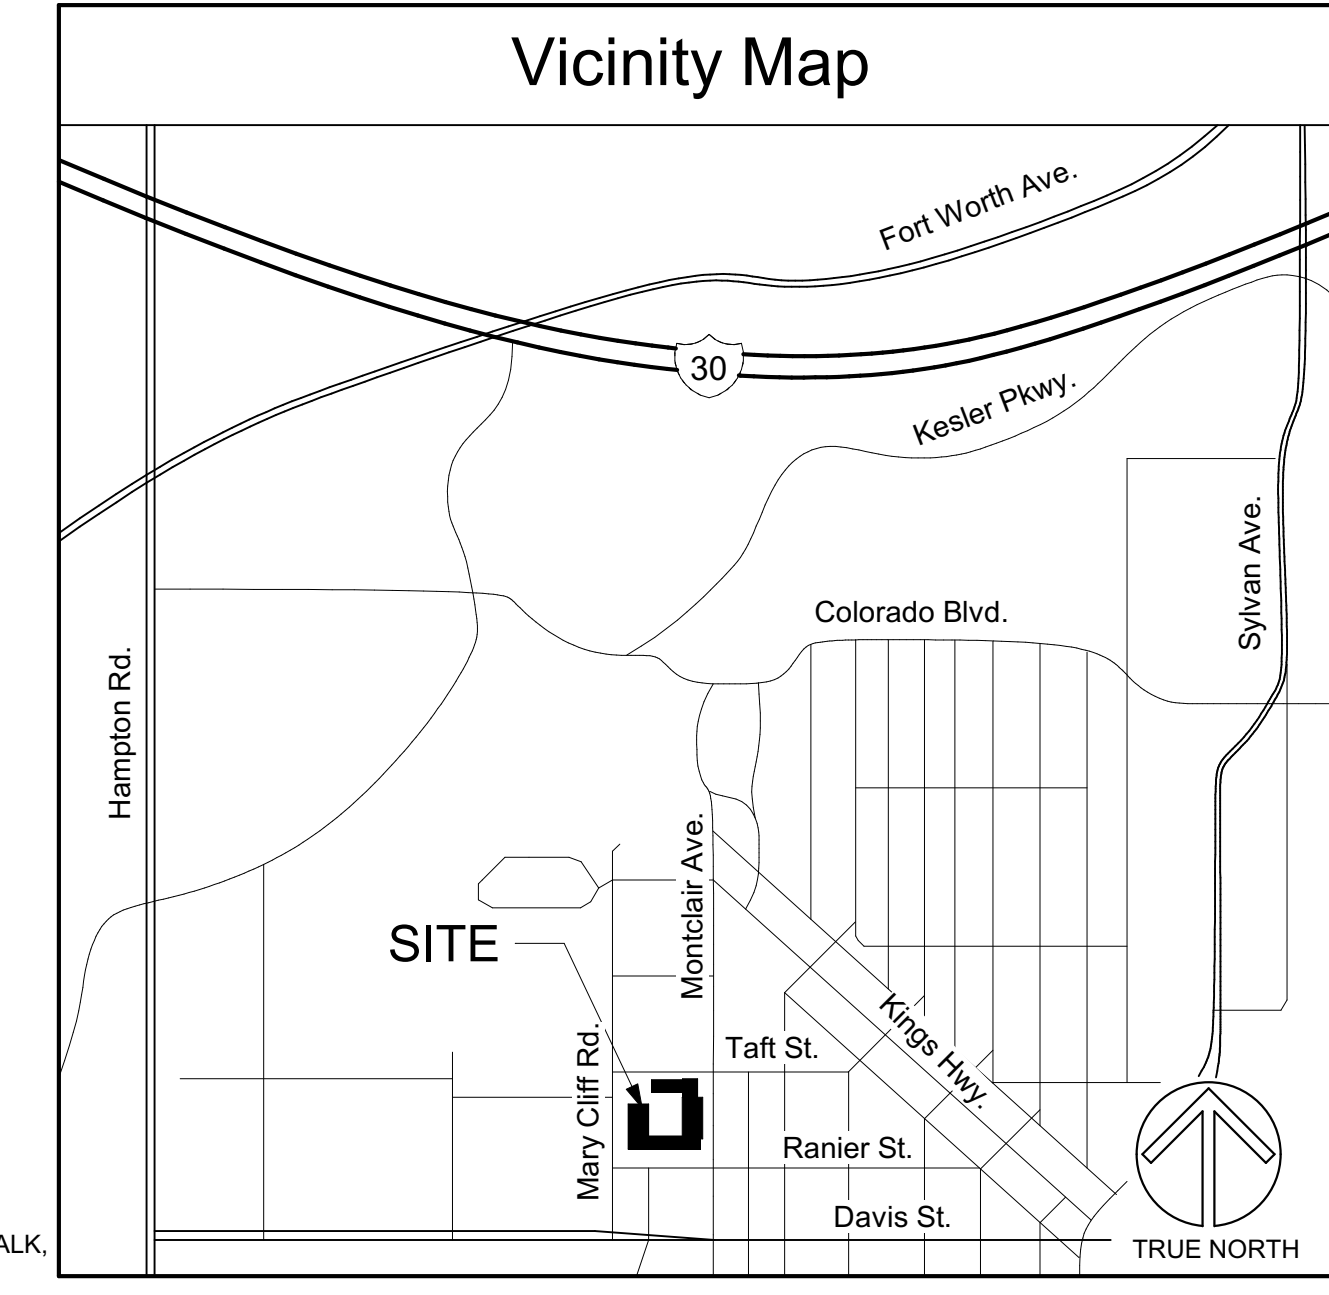 Vicinity Map
Fort Worth Ave.
30
Kesler Pkwy.
Sylvan Ave.
Colorado Blvd.
Hampton Rd.
Montclair Ave.
SITE
Kings Hwy.
Mary Cliff Rd.
Taft St.
Ranier St.
Davis St.
ALK,
TRUE NORTH